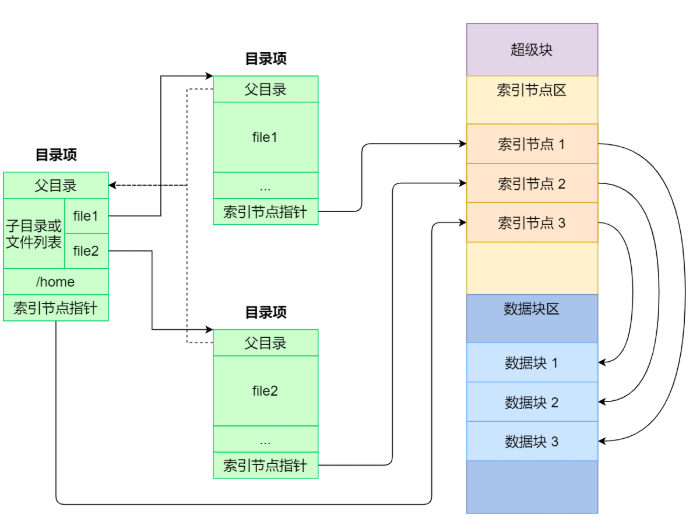 目录项
父目录
子目录或
文件列表
file1
file2
/home
索引节点指针
目录项
父目录
file1
...
索引节点指针
目录项
父目录
file2
...
索引节点指针
超级块
索引节点区
索引节点 1
索引节点 2
索引节点 3
数据块区
数据块 1
数据块 2
数据块 3